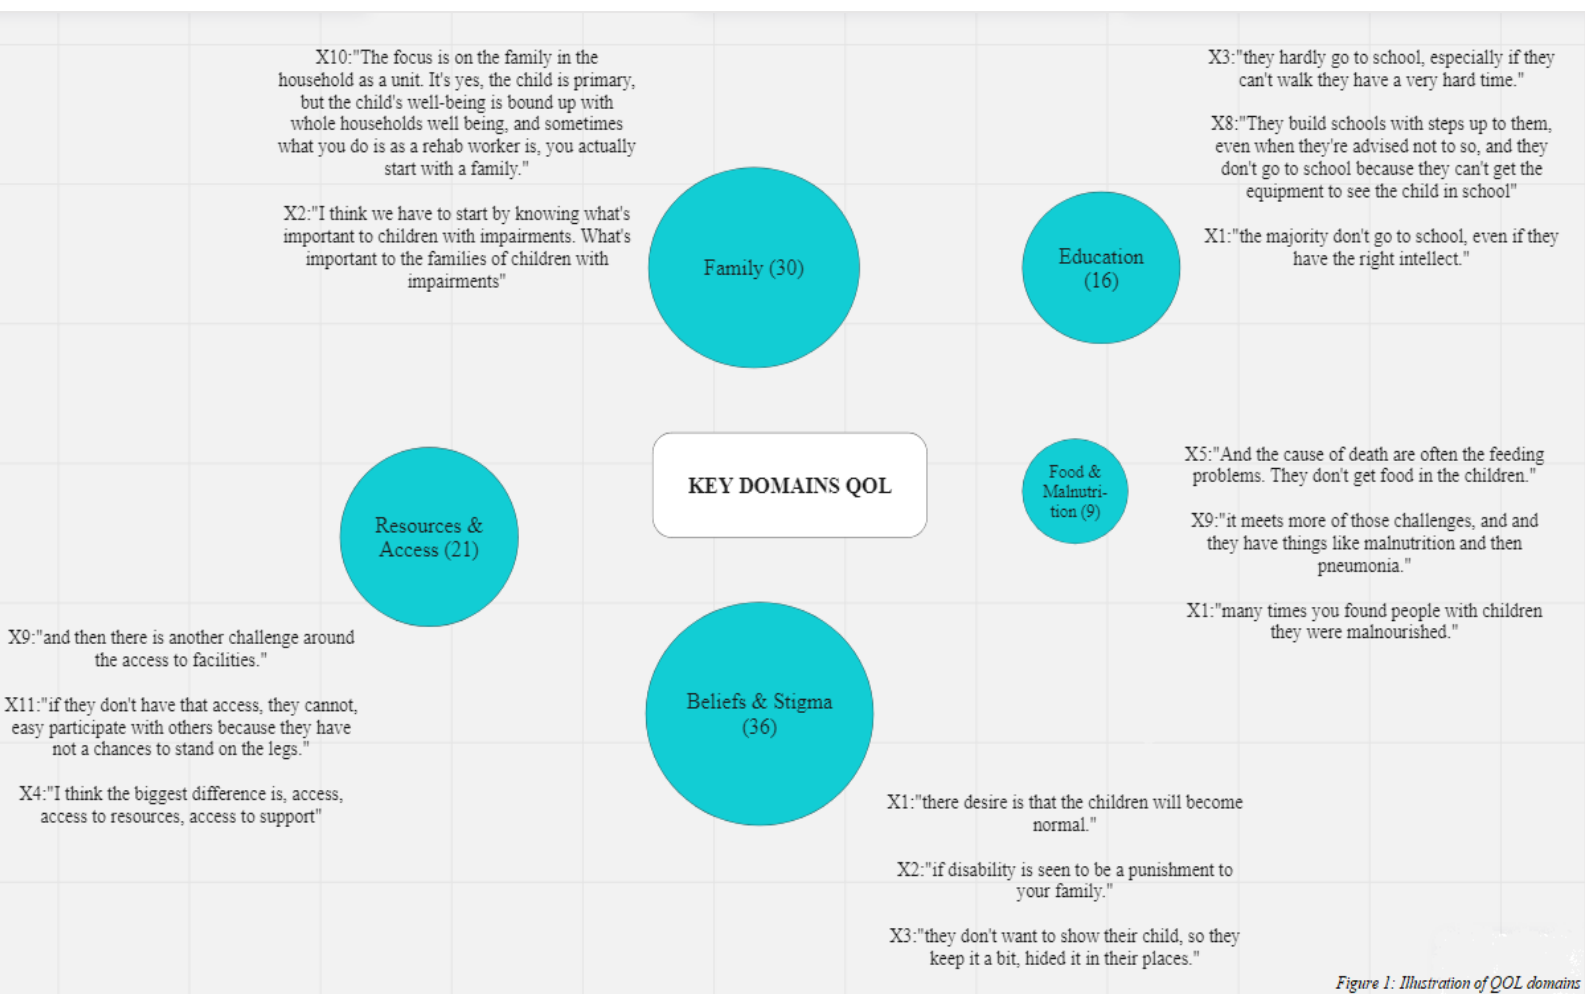 X10:"The focus is on the family in the
household as a unit. It's yes, the child is primary,
but the child's well-being is bound up with
whole households well being, and sometimes
what you do is as a rehab worker is, you actually
start with a family."
X2:"I think we have to start by knowing what's
important to children with impairments. What's
important to the families of children with
impairments"
Family (30)
Education
(16)
X3:"they hardly go to school, especially if they
can't walk they have a very hard time."
X8:"They build schools with steps up to them,
even when they're advised not to so, and they
don't go to school because they can't get the
equipment to see the child in school"
X1:"the majority don't go to school, even if they
have the right intellect."
KEY DOMAINS QOL
Food &
Malnutri-
tion (9)
X5:"And the cause of death are often the feeding
problems. They don't get food in the children."
X9:"it meets more of those challenges, and and
they have things like malnutrition and then
pneumonia."
X1:"many times you found people with children
they were malnourished."
Resources &
Access (21)
X9:"and then there is another challenge around
the access to facilities."
X11:"if they don't have that access, they cannot,
easy participate with others because they have
not a chances to stand on the legs."
X4:"I think the biggest difference is, access,
access to resources, access to support"
Beliefs & Stigma
(36)
X1:"there desire is that the children will become
normal."
X2:"if disability is seen to be a punishment to
your family."
X3:"they don't want to show their child, so they
keep it a bit, hided it in their places."
Figure 1: Illustration of QOL domains